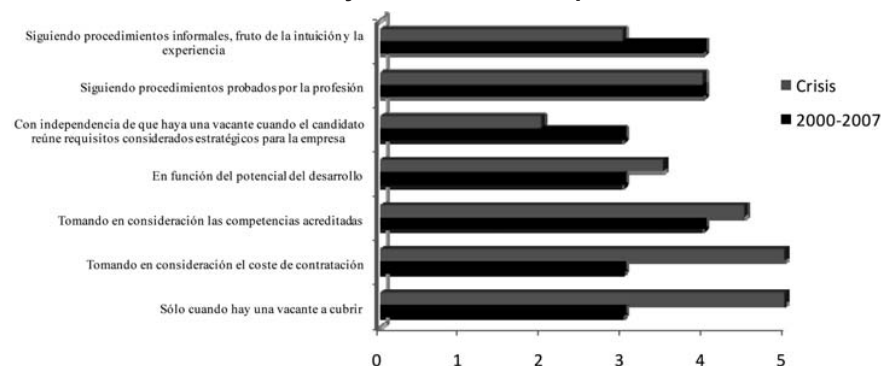 Siguiendo procedimientos informales, fruto de la intuición y la
experiencia
Siguiendo procedimientos probados por la profesión
Con independencia de que haya una vacante cuando el candidato
reúne requisitos considerados estratégicos para la empresa
En función del potencial del desarrollo
Tomando en consideración las competencias acreditadas
Tomando en consideración el coste de contratación
Sólo cuando hay una vacante a cubrir
Crisis
2000-2007
0 1 2 3 4 5